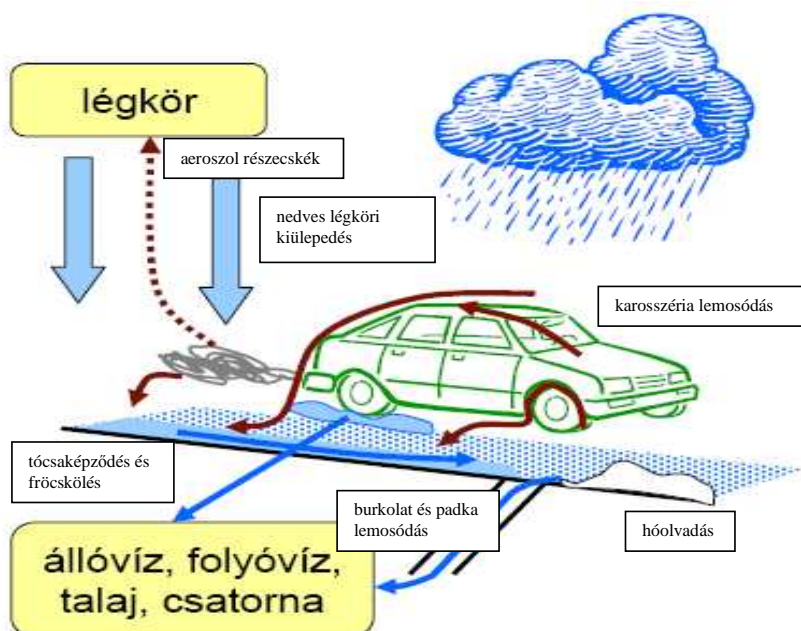 légkör
aeroszol részecskék
nedves légköri
kiülepedés
karosszéria lemosódás
tócsaképződés és
fröcskölés
burkolat és padka
lemosódás
hóolvadás
állóvíz, folyóvíz,
talaj, csatorna